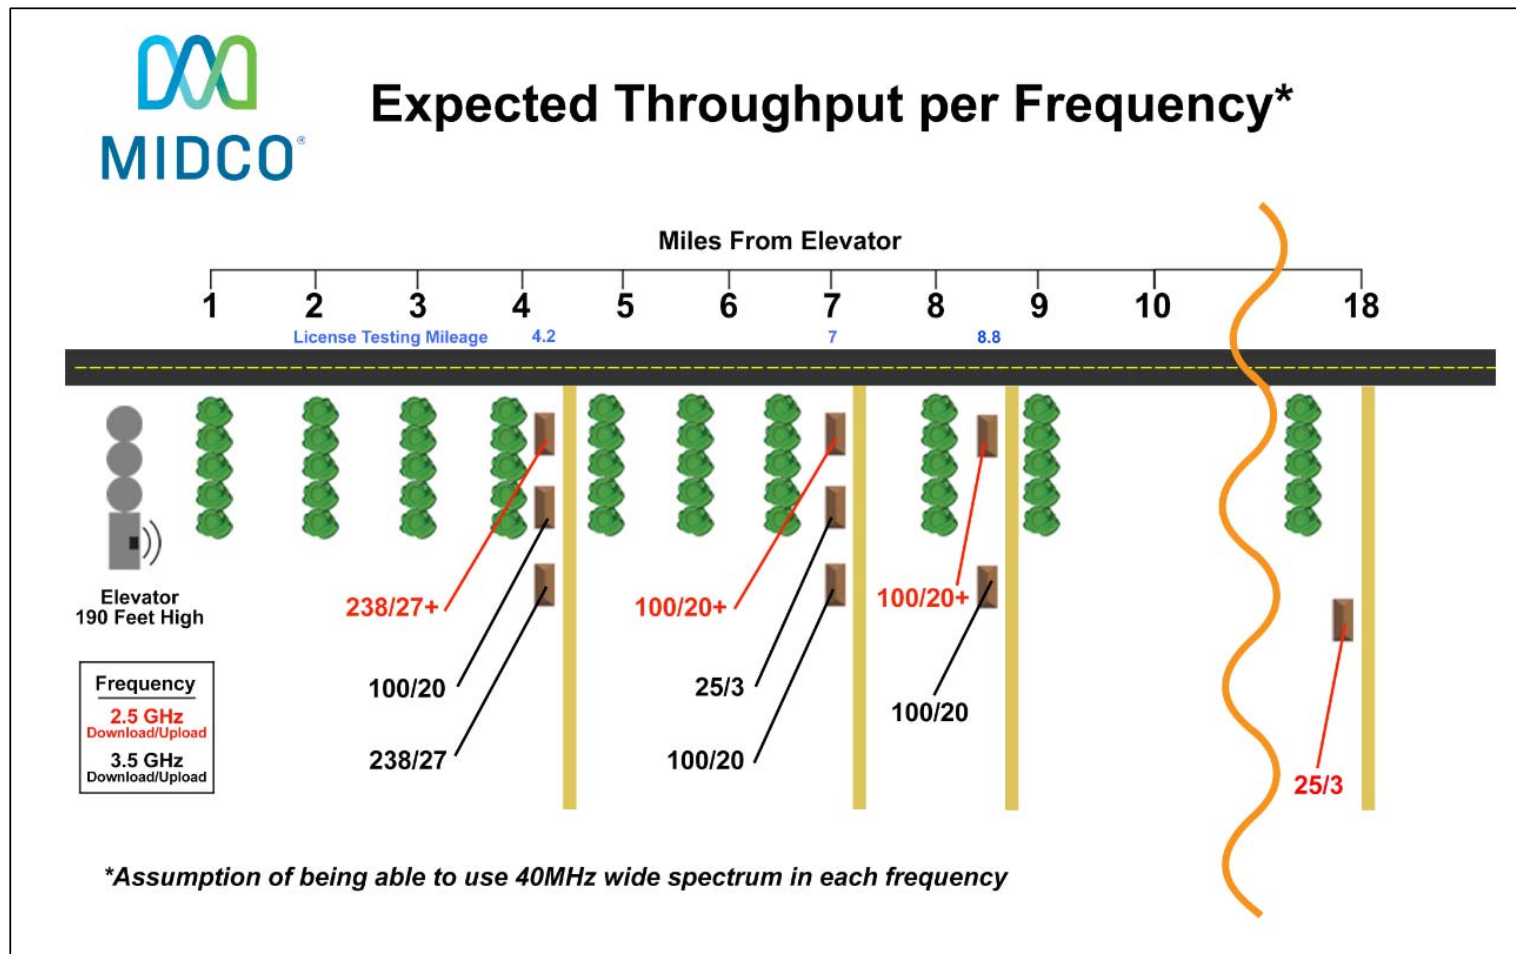 MIDCO®
Expected Throughput per Frequency*
Miles From Elevator
1 2 3 4 5 6 7 8 9 10 18
License Testing Mileage 4.2 7 8.8
Elevator
190 Feet High
238/27+
100/20+
100/20+
100/20
25/3
100/20
238/27
100/20
25/3
Frequency
2.5 GHz
Download/Upload
3.5 GHz
Download/Upload
*Assumption of being able to use 40MHz wide spectrum in each frequency